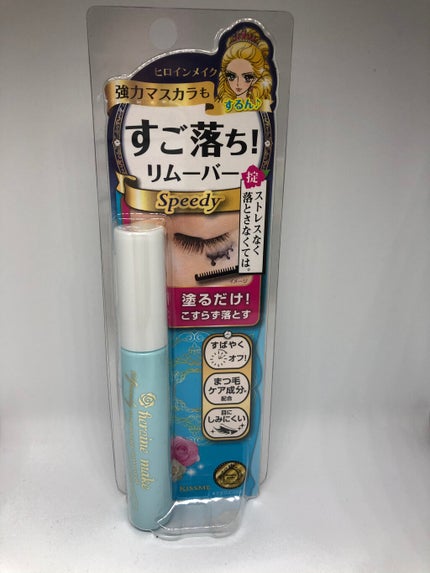 ヒロインメイク
強力マスカラも
するん♪
すご落ち!
リムーバー
Speedy
掟
ストレスなく
落とさなくては。
イメージ
塗るだけ!
こすらず落とす
すばやく
オフ!
まつ毛
ケア成分
配合
目に
しみにくい
heroine make
KISSME